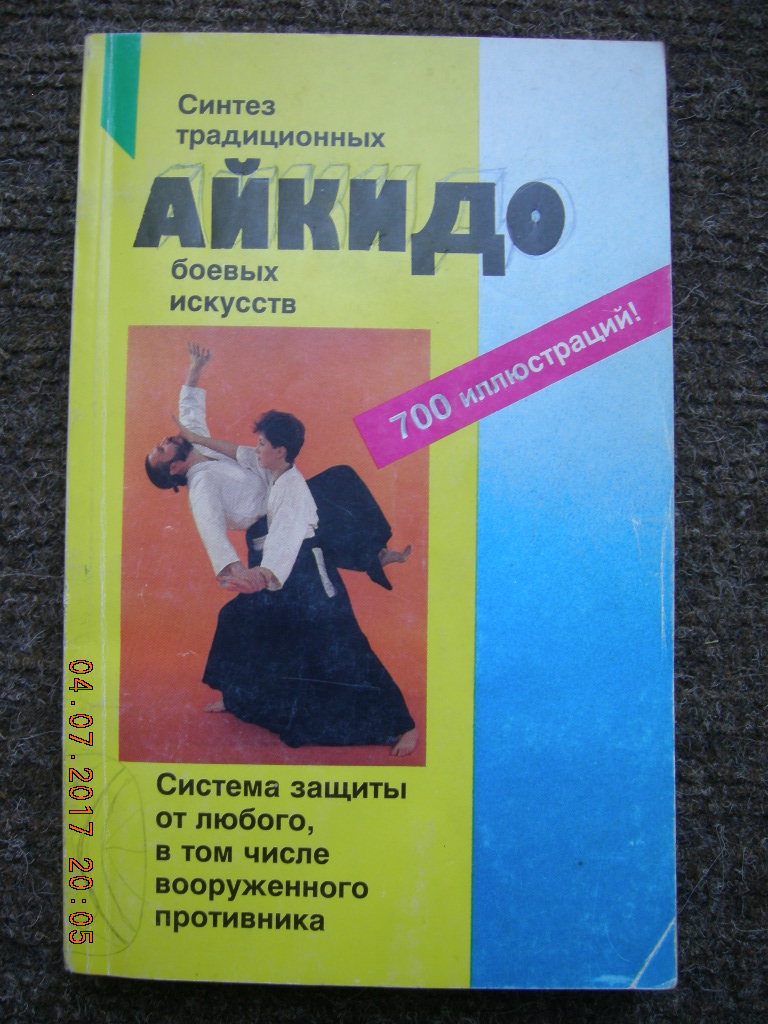 Синтез
традиционных
АЙКИДО
боевых
искусств
700 иллюстраций!
Система защиты
от любого,
в том числе
вооруженного
противника
04.07.2017 20:05